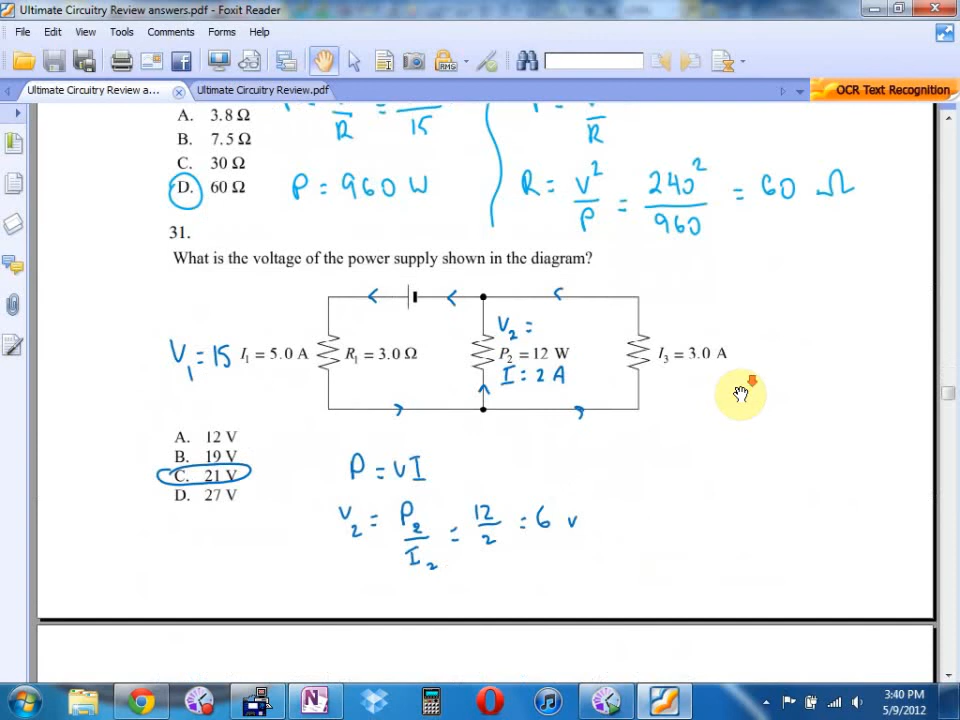 Ultimate Circuitry Review answers.pdf - Foxit Reader
File Edit View Tools Comments Forms Help
Ultimate Circuitry Review a... Ultimate Circuitry Review.pdf OCR Text Recognition
A. 3.8 Ω
B. 7.5 Ω
C. 30 Ω
D. 60 Ω
R = 15
R
P = 960 W
R = V² / P = 240² / 960 = 60 Ω
31.
What is the voltage of the power supply shown in the diagram?
V₂ =
V₁ = 15 I₁ = 5.0 A R₁ = 3.0 Ω P₂ = 12 W I₃ = 3.0 A
I = 2 A
A. 12 V
B. 19 V
C. 21 V
D. 27 V
P = VI
V₂ = P₂ / I₂ = 12 / 2 = 6 v
3:40 PM
5/9/2012